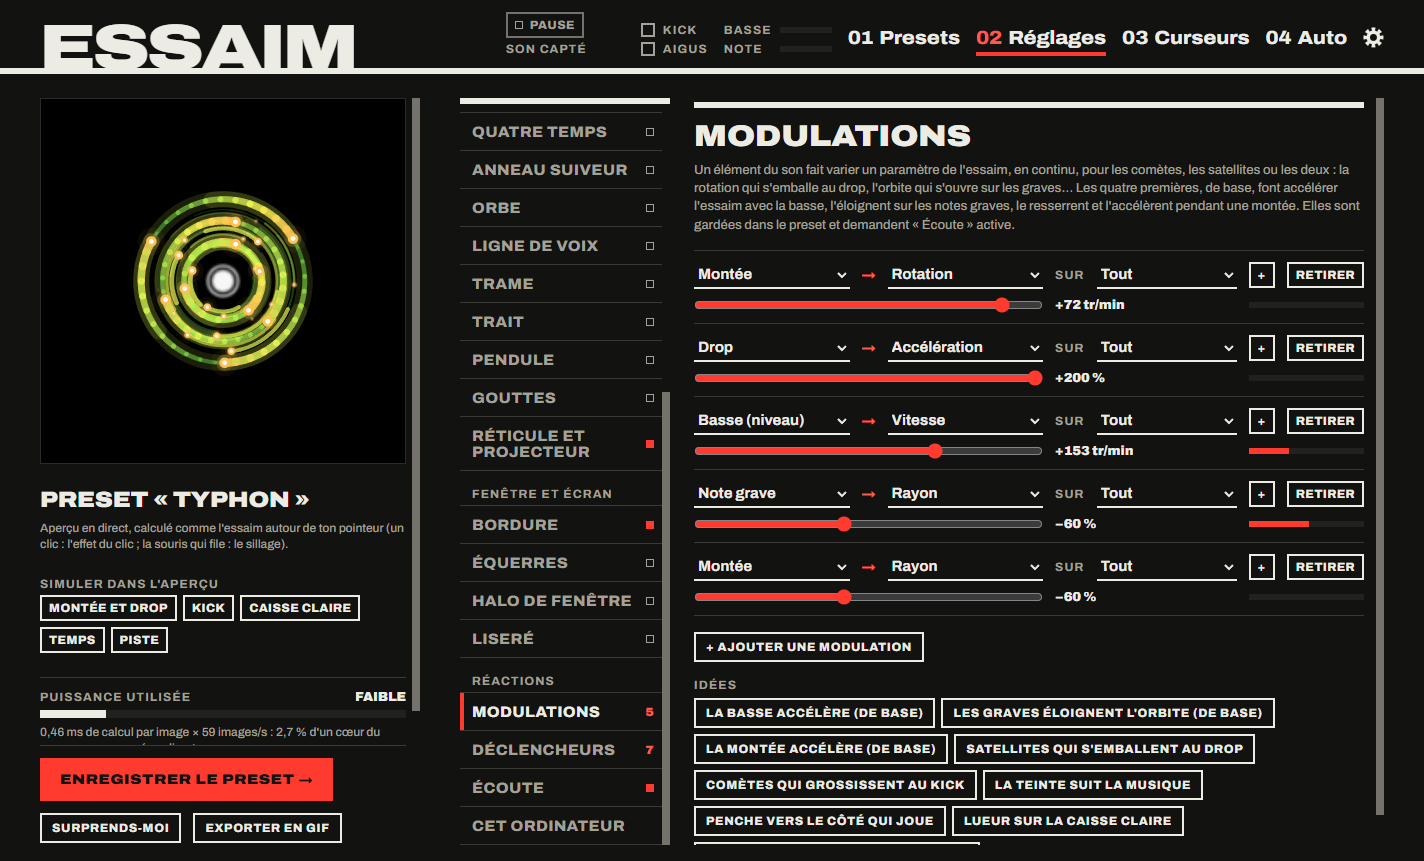 ESSAIM
PAUSE
SON CAPTÉ
KICK
AIGUS
BASSE
NOTE
01 Presets
02 Réglages
03 Curseurs
04 Auto
PRESET « TYPHON »
Aperçu en direct, calculé comme l'essaim autour de ton pointeur (un
clic : l'effet du clic ; la souris qui file : le sillage).
SIMULER DANS L'APERÇU
MONTÉE ET DROP
KICK
CAISSE CLAIRE
TEMPS
PISTE
PUISSANCE UTILISÉE
FAIBLE
0,46 ms de calcul par image × 59 images/s : 2,7 % d'un cœur du
ENREGISTRER LE PRESET →
SURPRENDS-MOI
EXPORTER EN GIF
QUATRE TEMPS
ANNEAU SUIVEUR
ORBE
LIGNE DE VOIX
TRAME
TRAIT
PENDULE
GOUTTES
RÉTICULE ET
PROJECTEUR
FENÊTRE ET ÉCRAN
BORDURE
ÉQUERRES
HALO DE FENÊTRE
LISERÉ
RÉACTIONS
MODULATIONS 5
DÉCLENCHEURS 7
ÉCOUTE
CET ORDINATEUR
MODULATIONS
Un élément du son fait varier un paramètre de l'essaim, en continu, pour les comètes, les satellites ou les deux : la
rotation qui s'emballe au drop, l'orbite qui s'ouvre sur les graves... Les quatre premières, de base, font accélérer
l'essaim avec la basse, l'éloignent sur les notes graves, le resserrent et l'accélèrent pendant une montée. Elles sont
gardées dans le preset et demandent « Écoute » active.
Montée → Rotation SUR Tout + RETIRER
+72 tr/min
Drop → Accélération SUR Tout + RETIRER
+200 %
Basse (niveau) → Vitesse SUR Tout + RETIRER
+153 tr/min
Note grave → Rayon SUR Tout + RETIRER
−60 %
Montée → Rayon SUR Tout + RETIRER
−60 %
+ AJOUTER UNE MODULATION
IDÉES
LA BASSE ACCÉLÈRE (DE BASE)
LES GRAVES ÉLOIGNENT L'ORBITE (DE BASE)
LA MONTÉE ACCÉLÈRE (DE BASE)
SATELLITES QUI S'EMBALLENT AU DROP
COMÈTES QUI GROSSISSENT AU KICK
LA TEINTE SUIT LA MUSIQUE
PENCHE VERS LE CÔTÉ QUI JOUE
LUEUR SUR LA CAISSE CLAIRE